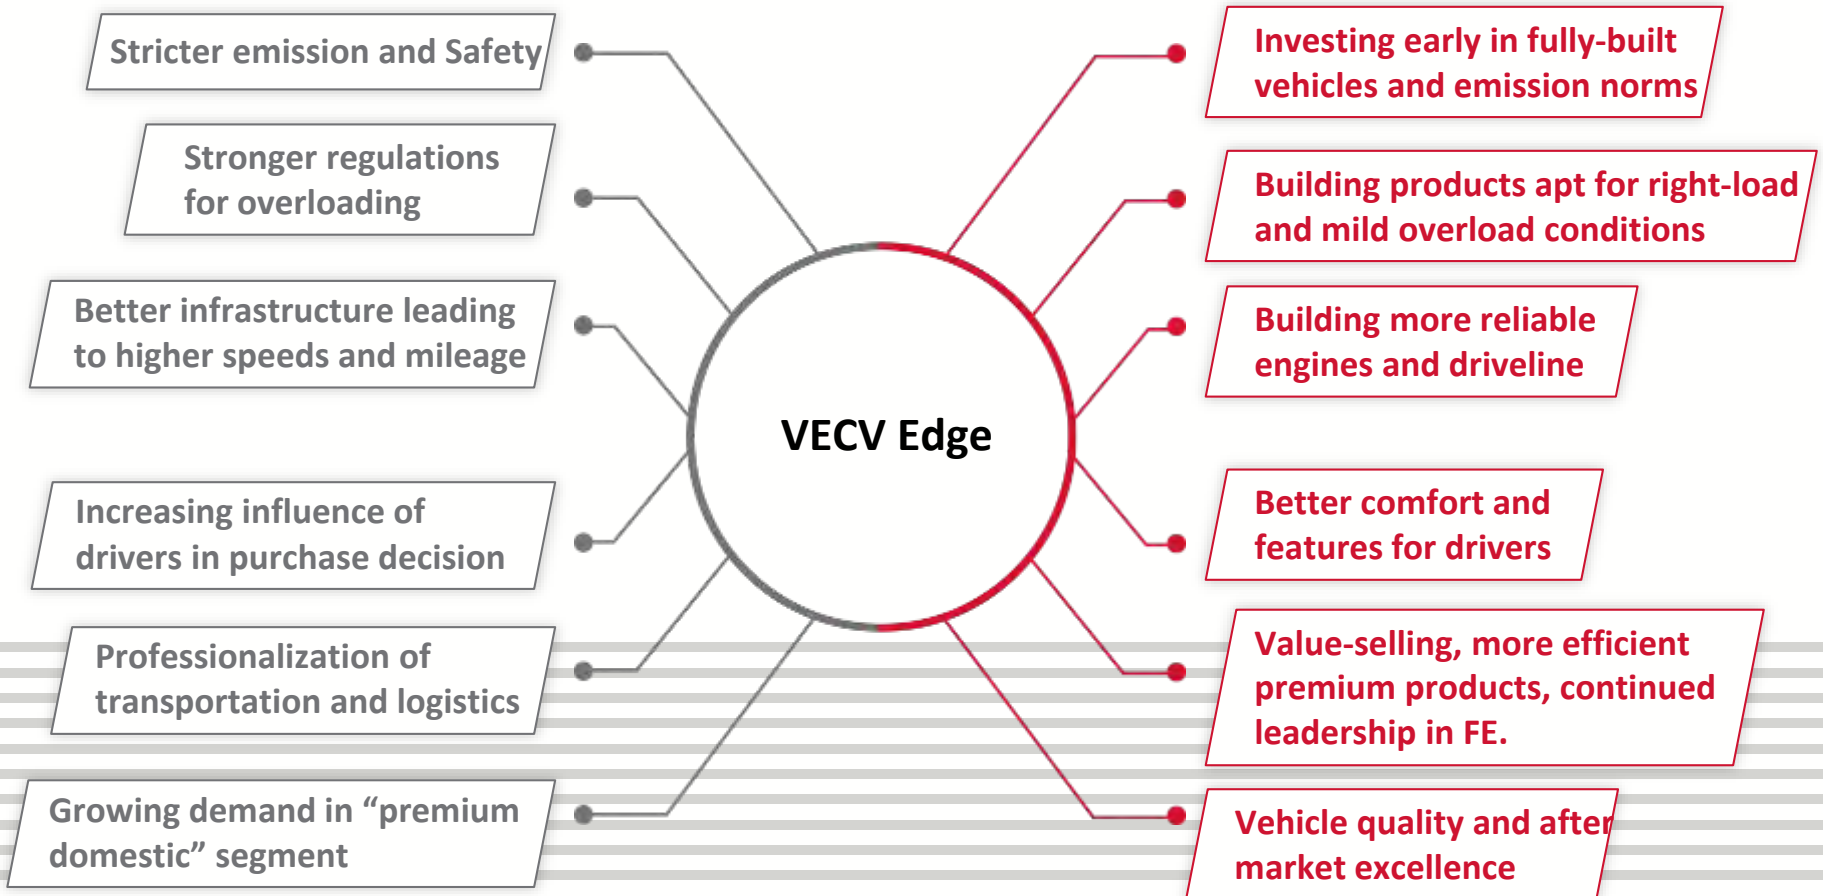 Stricter emission and Safety
Stronger regulations
for overloading
Better infrastructure leading
to higher speeds and mileage
Increasing influence of
drivers in purchase decision
Professionalization of
transportation and logistics
Growing demand in “premium
domestic” segment
VECV Edge
Investing early in fully-built
vehicles and emission norms
Building products apt for right-load
and mild overload conditions
Building more reliable
engines and driveline
Better comfort and
features for drivers
Value-selling, more efficient
premium products, continued
leadership in FE.
Vehicle quality and after
market excellence